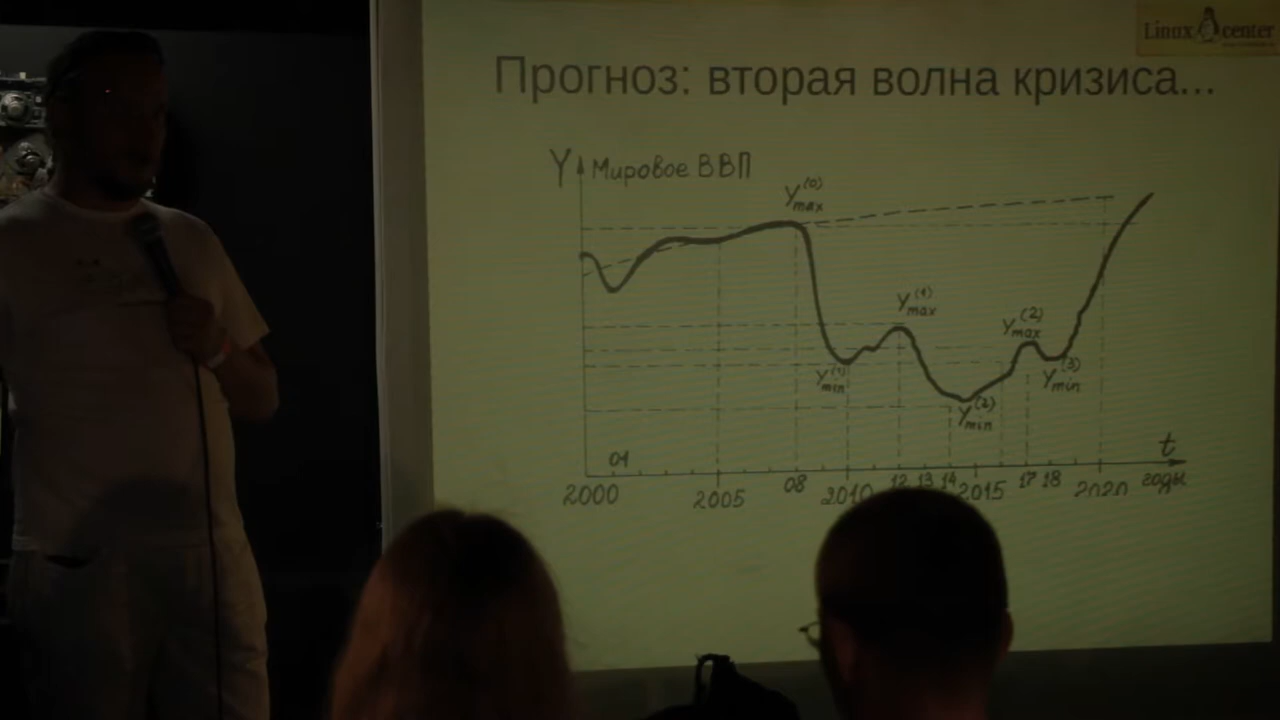 Linux center
Прогноз: вторая волна кризиса...
Y Мировое ВВП
Y max (0)
Y max (1)
Y max (2)
Y min (1)
Y min (3)
Y min (2)
t
01
2000 2005 08 2010 12 13 14 2015 17 18 2020 годы